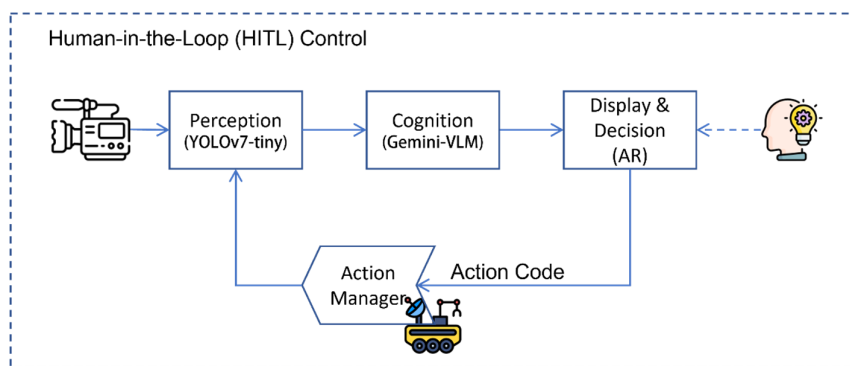 Human-in-the-Loop (HITL) Control
Perception
(YOLOv7-tiny)
Cognition
(Gemini-VLM)
Display &
Decision
(AR)
Action
Manager
Action Code